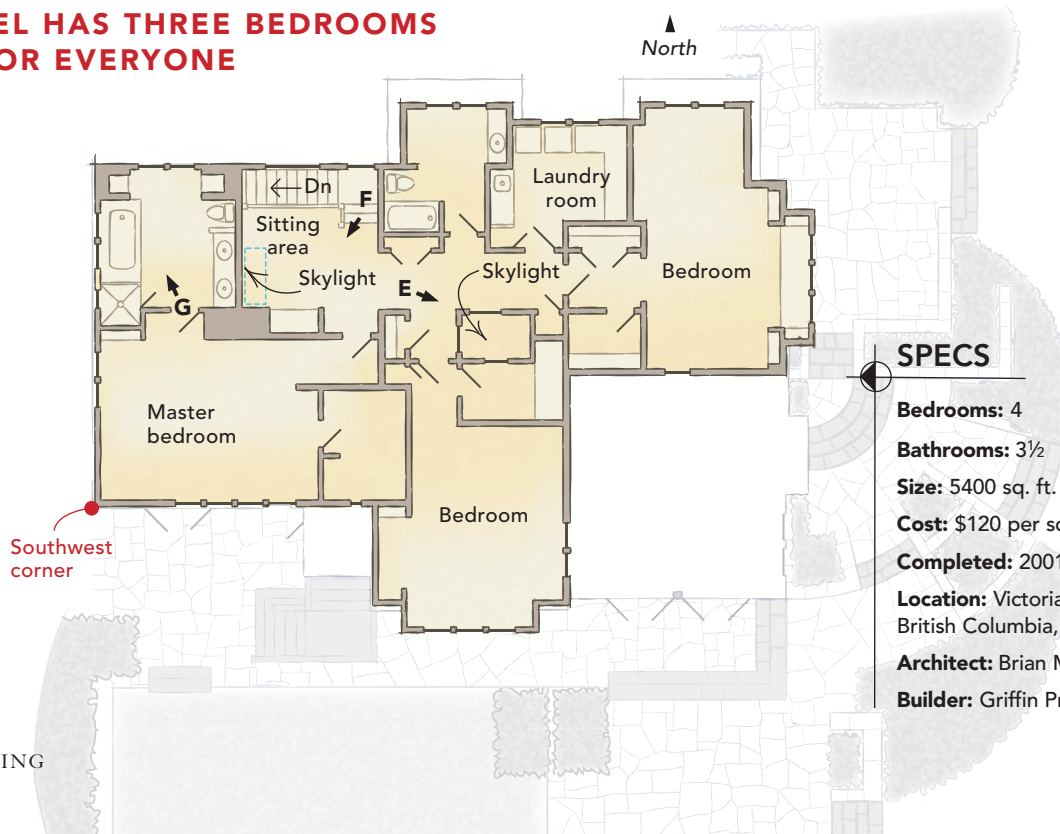 EL HAS THREE BEDROOMS
OR EVERYONE
North
Dn
F
Sitting
area
Skylight
G
E
Skylight
Laundry
room
Bedroom
Master
bedroom
Bedroom
Southwest
corner
SPECS
Bedrooms: 4
Bathrooms: 3½
Size: 5400 sq. ft.
Cost: $120 per sq
Completed: 2001
Location: Victoria
British Columbia,
Architect: Brian M
Builder: Griffin Pr
ING